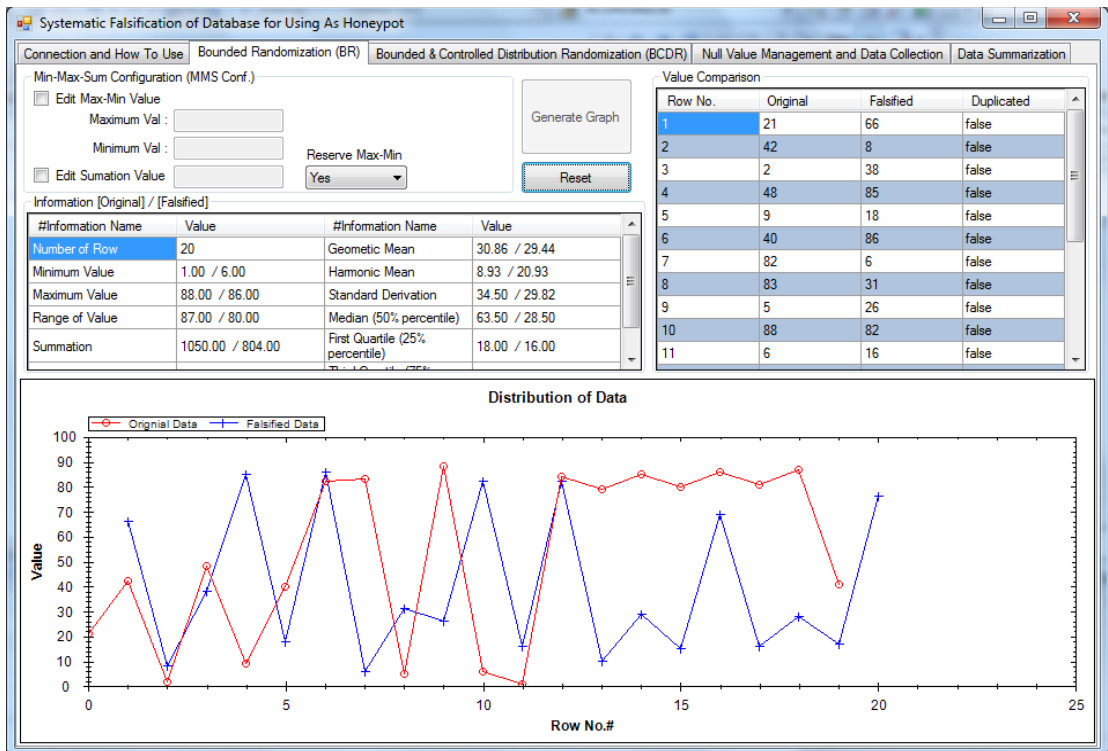 Systematic Falsification of Database for Using As Honeypot
Connection and How To Use Bounded Randomization (BR) Bounded & Controlled Distribution Randomization (BCDR) Null Value Management and Data Collection Data Summarization
Min-Max-Sum Configuration (MMS Conf.)
Edit Max-Min Value
Maximum Val :
Minimum Val :
Edit Sumation Value
Reserve Max-Min
Yes
Generate Graph
Reset
Information [Original] / [Falsified]
#Information Name Value #Information Name Value
Number of Row 20 Geometic Mean 30.86 / 29.44
Minimum Value 1.00 / 6.00 Harmonic Mean 8.93 / 20.93
Maximum Value 88.00 / 86.00 Standard Derivation 34.50 / 29.82
Range of Value 87.00 / 80.00 Median (50% percentile) 63.50 / 28.50
Summation 1050.00 / 804.00 First Quartile (25% percentile) 18.00 / 16.00
Value Comparison
Row No. Original Falsified Duplicated
1 21 66 false
2 42 8 false
3 2 38 false
4 48 85 false
5 9 18 false
6 40 86 false
7 82 6 false
8 83 31 false
9 5 26 false
10 88 82 false
11 6 16 false
Distribution of Data
Orignial Data Falsified Data
100
90
80
70
60
50
40
30
20
10
0
Value
0 5 10 15 20 25
Row No.#